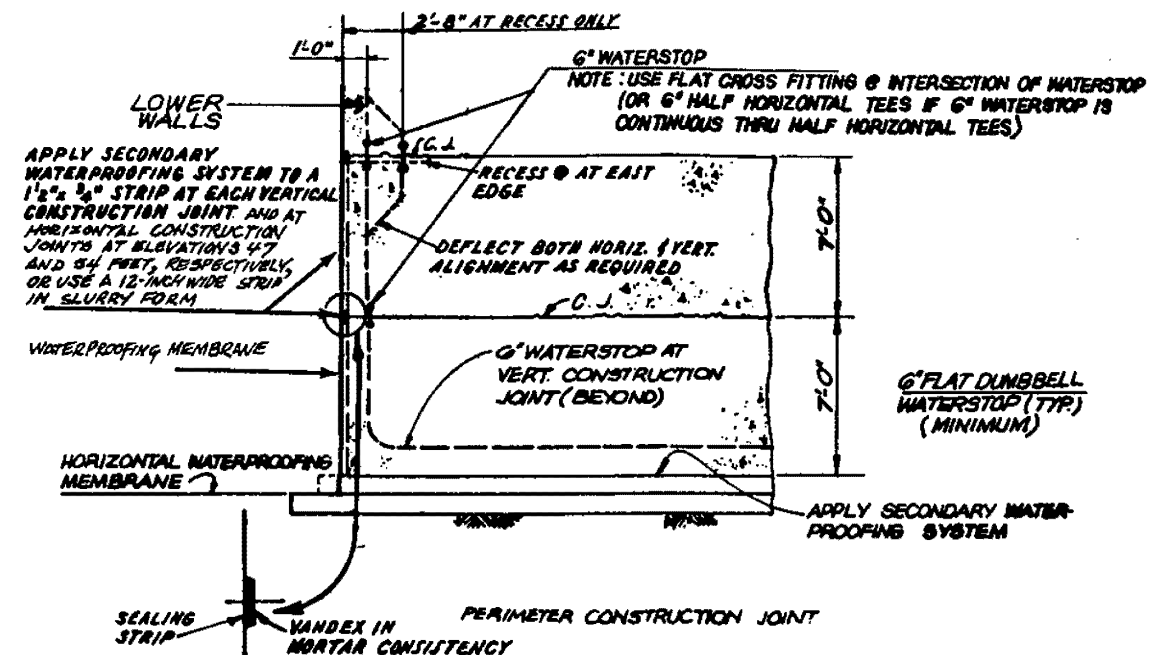 2'-8" AT RECESS ONLY
1'-0"
6" WATERSTOP
NOTE: USE FLAT CROSS FITTING @ INTERSECTION OF WATERSTOP
(OR 6" HALF HORIZONTAL TEES IF 6" WATERSTOP IS
CONTINUOUS THRU HALF HORIZONTAL TEES)
LOWER
WALLS
C.J.
APPLY SECONDARY
WATERPROOFING SYSTEM TO A
1½" x ¾" STRIP AT EACH VERTICAL
CONSTRUCTION JOINT AND AT
HORIZONTAL CONSTRUCTION
JOINTS AT ELEVATIONS 47
AND 54 FEET, RESPECTIVELY,
OR USE A 12-INCH WIDE STRIP
IN SLURRY FORM
RECESS @ AT EAST
EDGE
7'-0"
DEFLECT BOTH HORIZ. & VERT.
ALIGNMENT AS REQUIRED
C.J.
WATERPROOFING MEMBRANE
6" WATERSTOP AT
VERT. CONSTRUCTION
JOINT (BEYOND)
7'-0"
6" FLAT DUMBBELL
WATERSTOP (TYP.)
(MINIMUM)
HORIZONTAL WATERPROOFING
MEMBRANE
APPLY SECONDARY WATER-
PROOFING SYSTEM
SEALING
STRIP
VANDEX IN
MORTAR CONSISTENCY
PERIMETER CONSTRUCTION JOINT